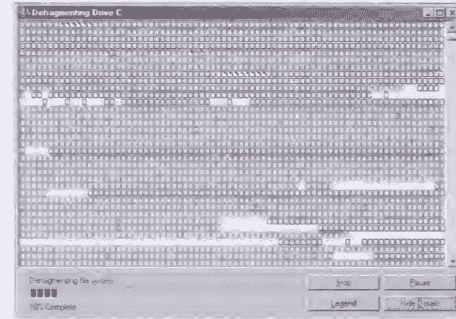 Defragmenting Drive C
Defragmenting file system...
Stop
Pause
10% Complete
Legend
Hide Details